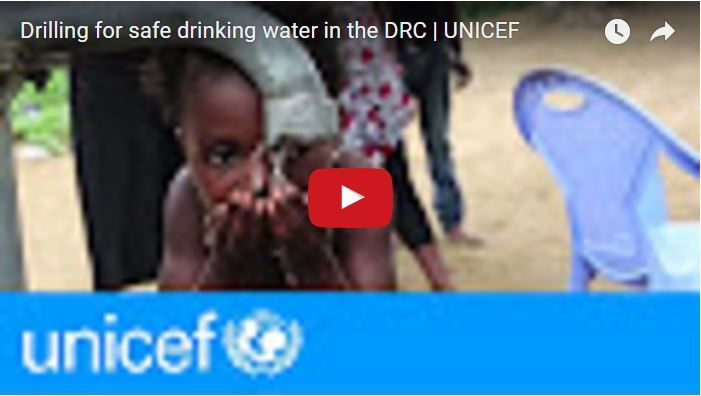 Drilling for safe drinking water in the DRC | UNICEF
unicef